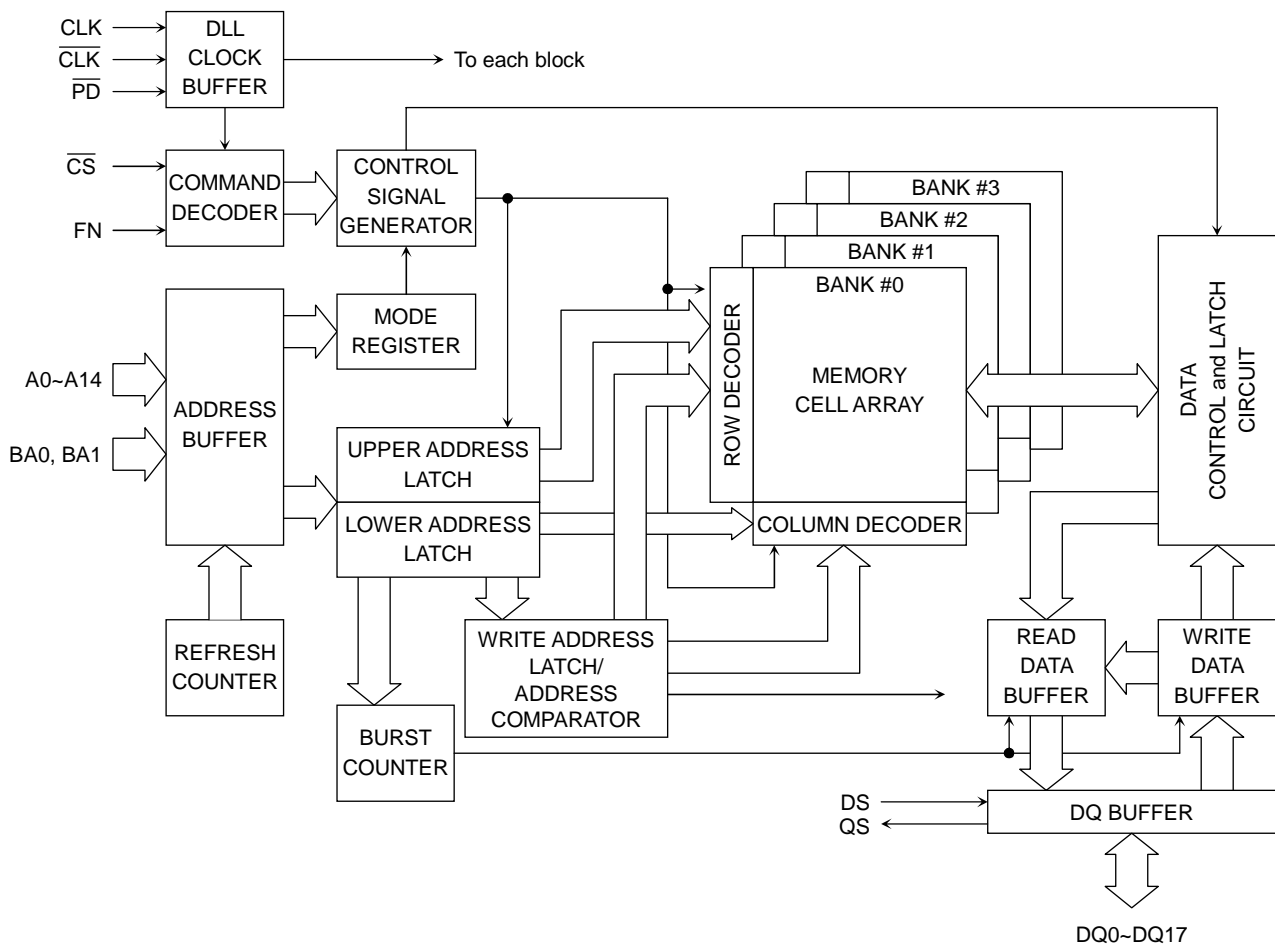 CLK
CLK
PD
DLL
CLOCK
BUFFER
To each block
CS
FN
COMMAND
DECODER
CONTROL
SIGNAL
GENERATOR
BANK #3
BANK #2
BANK #1
BANK #0
MEMORY
CELL ARRAY
ROW DECODER
COLUMN DECODER
DATA
CONTROL and LATCH
CIRCUIT
A0~A14
BA0, BA1
ADDRESS
BUFFER
MODE
REGISTER
UPPER ADDRESS
LATCH
LOWER ADDRESS
LATCH
REFRESH
COUNTER
WRITE ADDRESS
LATCH/
ADDRESS
COMPARATOR
BURST
COUNTER
READ
DATA
BUFFER
WRITE
DATA
BUFFER
DS
QS
DQ BUFFER
DQ0~DQ17